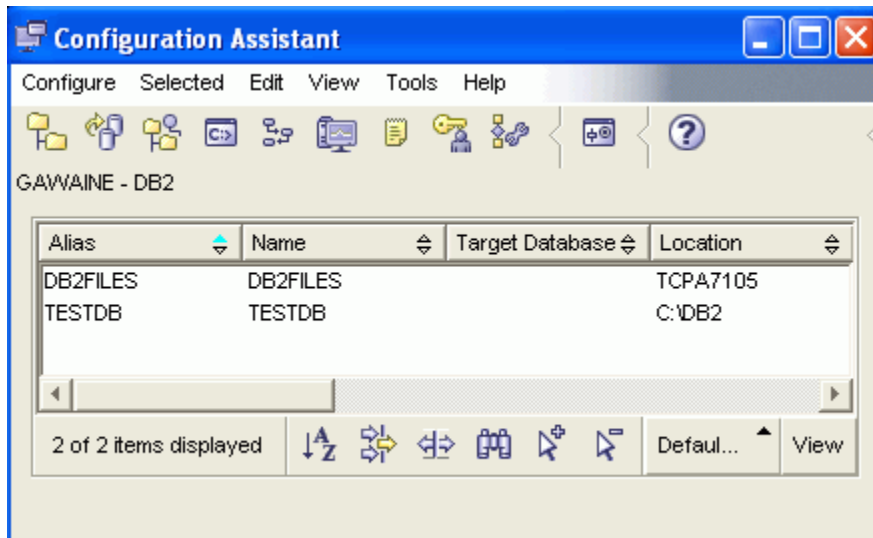 Configuration Assistant
Configure Selected Edit View Tools Help
C:>
?
GAWAINE - DB2
Alias Name Target Database Location
DB2FILES DB2FILES TCPA7105
TESTDB TESTDB C:\DB2
2 of 2 items displayed A Z Defaul... View